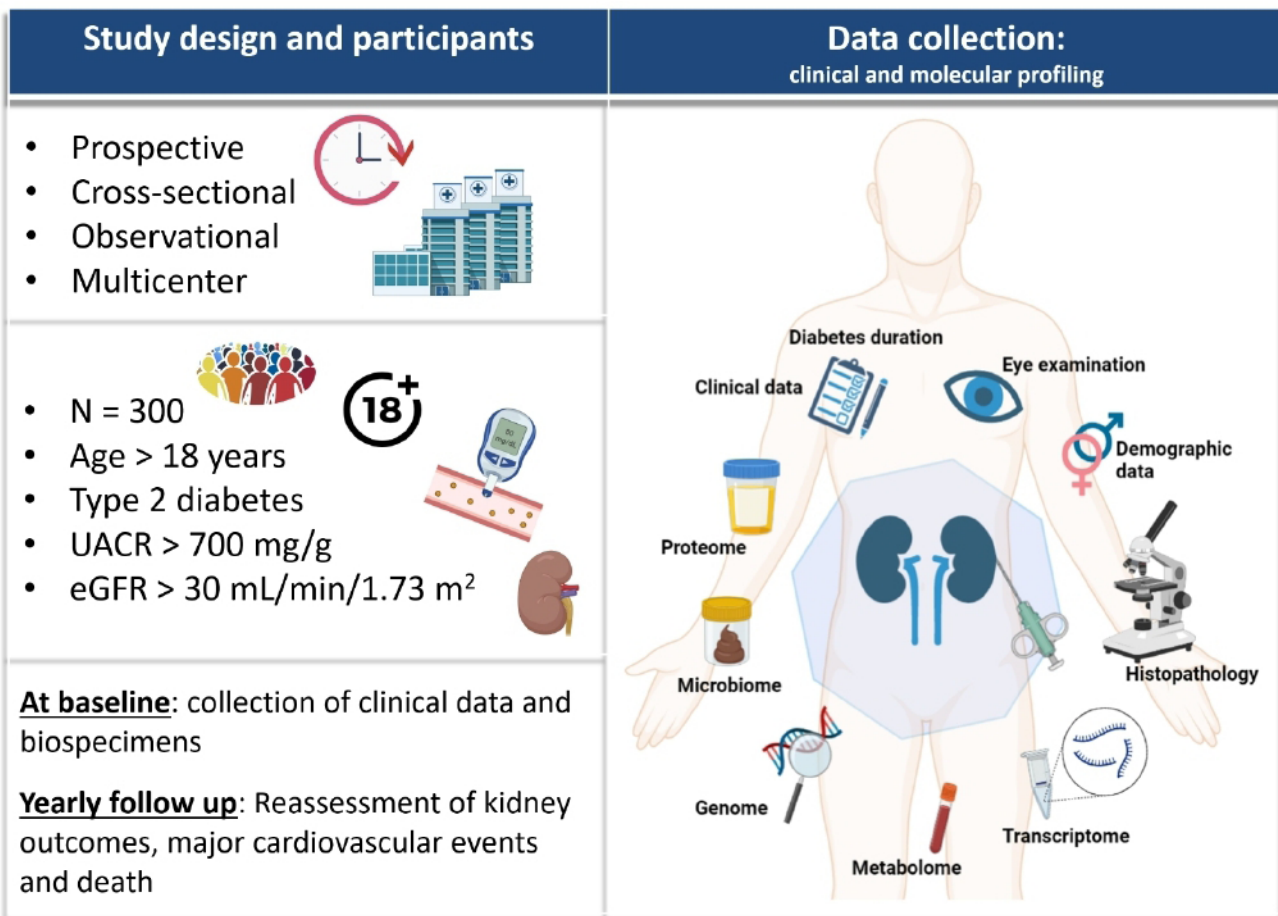 Study design and participants
Data collection:
clinical and molecular profiling
• Prospective
• Cross-sectional
• Observational
• Multicenter
18+
• N = 300
• Age > 18 years
• Type 2 diabetes
• UACR > 700 mg/g
• eGFR > 30 mL/min/1.73 m²
At baseline: collection of clinical data and
biospecimens
Yearly follow up: Reassessment of kidney
outcomes, major cardiovascular events
and death
Diabetes duration
Clinical data
Eye examination
Demographic
data
Proteome
Microbiome
Histopathology
Genome
Transcriptome
Metabolome